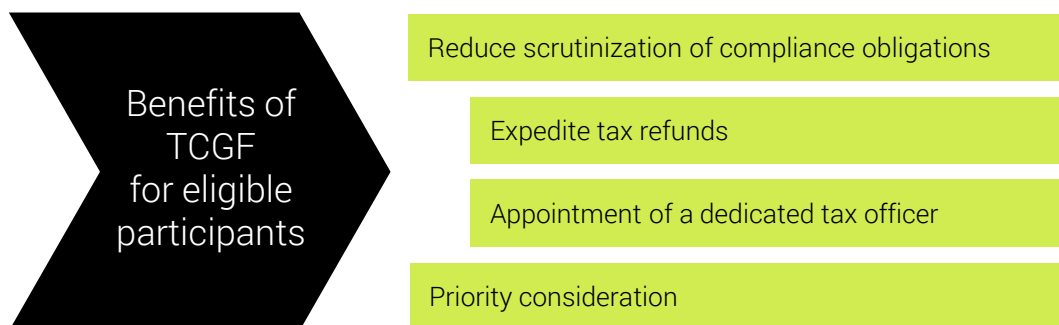 Benefits of
TCGF
for eligible
participants
Reduce scrutinization of compliance obligations
Expedite tax refunds
Appointment of a dedicated tax officer
Priority consideration